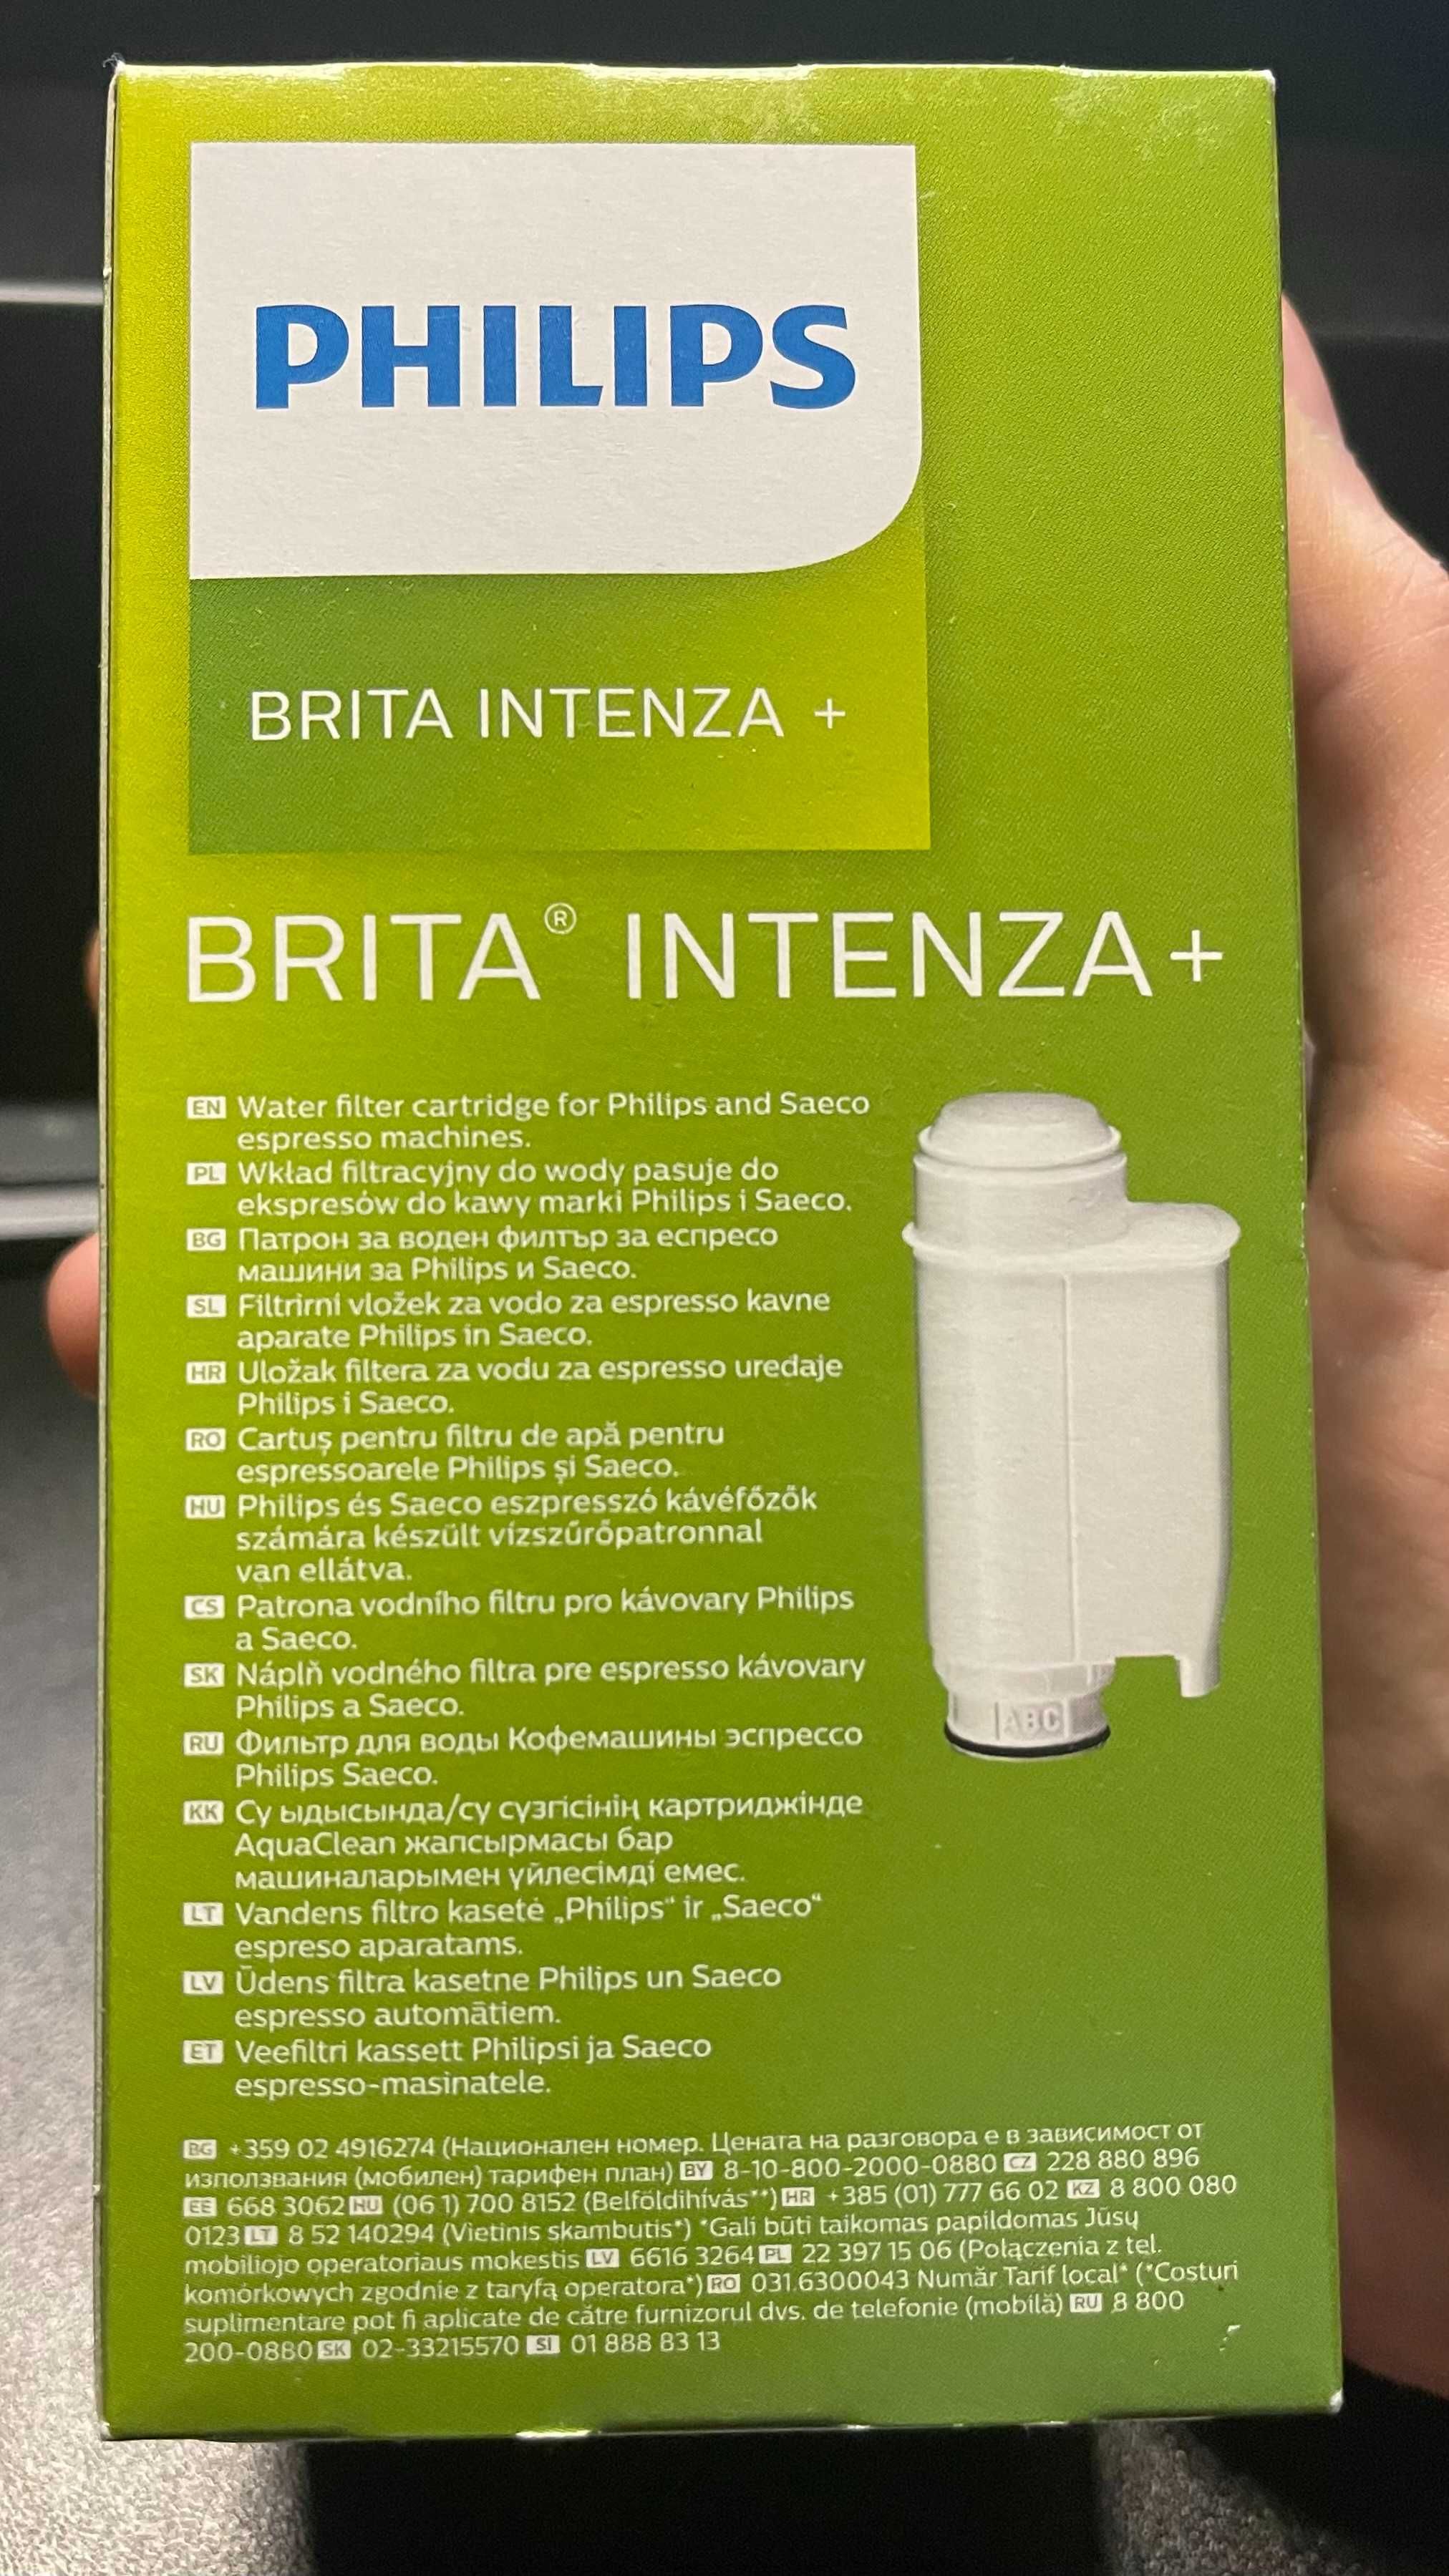 PHILIPS
BRITA INTENZA +
BRITA® INTENZA+
EN Water filter cartridge for Philips and Saeco
espresso machines.
PL Wkład filtracyjny do wody pasuje do
ekspresów do kawy marki Philips i Saeco.
BG Патрон за воден филтър за еспресо
машини за Philips и Saeco.
SL Filtrirni vložek za vodo za espresso kavne
aparate Philips in Saeco.
HR Uložak filtera za vodu za espresso uredaje
Philips i Saeco.
RO Cartuș pentru filtru de apă pentru
espressoarele Philips și Saeco.
HU Philips és Saeco eszpresszó kávéfőzők
számára készült vízszűrőpatronnal
van ellátva.
CS Patrona vodního filtru pro kávovary Philips
a Saeco.
SK Náplň vodného filtra pre espresso kávovary
Philips a Saeco.
RU Фильтр для воды Кофемашины эспрессо
Philips Saeco.
KK Су ыдысында/су сүзгісінің картриджінде
AquaClean жапсырмасы бар
машиналарымен үйлесімді емес.
LT Vandens filtro kasetė „Philips“ ir „Saeco“
espreso aparatams.
LV Ūdens filtra kasetne Philips un Saeco
espresso automātiem.
ET Veefiltri kassett Philipsi ja Saeco
espresso-masinatele.
ABC
BG +359 02 4916274 (Национален номер. Цената на разговора е в зависимост от
използвания (мобилен) тарифен план) BY 8-10-800-2000-0880 CZ 228 880 896
EE 668 3062 HU (06 1) 700 8152 (Belföldihívás**) HR +385 (01) 777 66 02 KZ 8 800 080
0123 LT 8 52 140294 (Vietinis skambutis*) *Gali būti taikomas papildomas Jūsų
mobiliojo operatoriaus mokestis LV 6616 3264 PL 22 397 15 06 (Połączenia z tel.
komórkowych zgodnie z taryfą operatora*) RO 031.6300043 Număr Tarif local* (*Costuri
suplimentare pot fi aplicate de către furnizorul dvs. de telefonie (mobilă) RU 8 800
200-0880 SK 02-33215570 SI 01 888 83 13